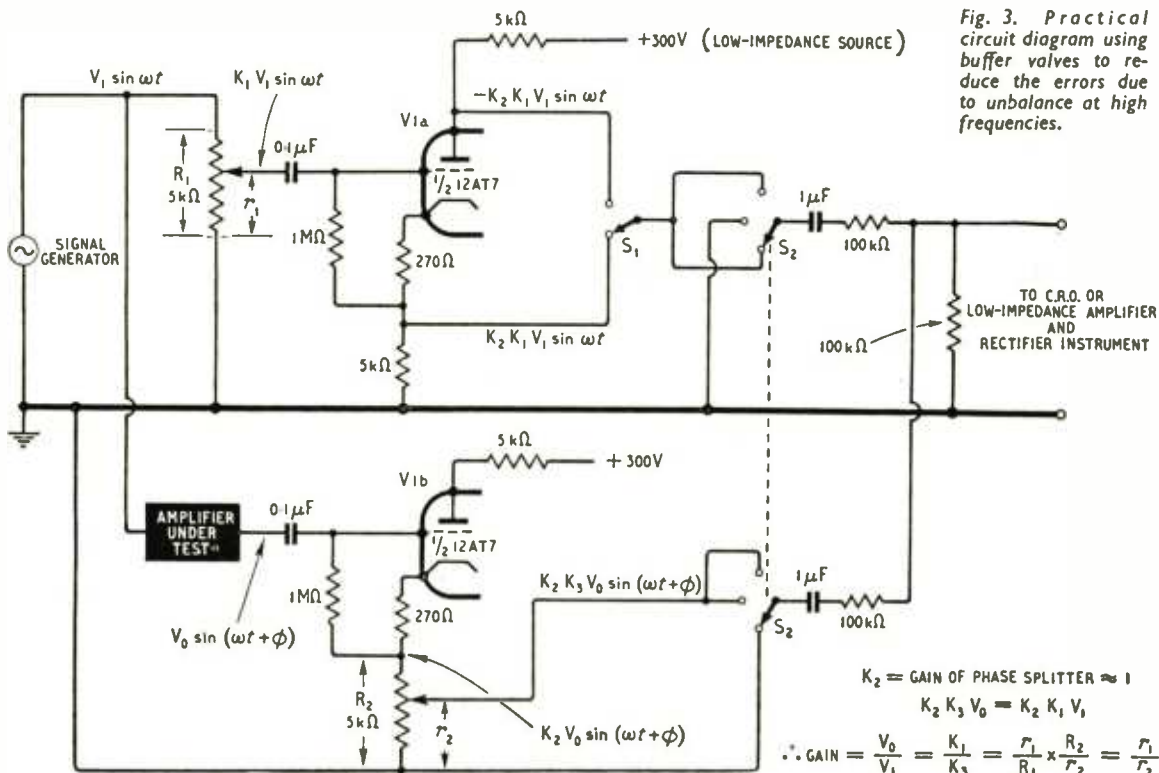 Fig. 3. Practical
circuit diagram using
buffer valves to re-
duce the errors due
to unbalance at high
frequencies.
5kΩ
+300V (LOW-IMPEDANCE SOURCE)
V₁ sin ωt
K₁ V₁ sin ωt
-K₂ K₁ V₁ sin ωt
V1a
0·1μF
R₁
5kΩ
r₁
½ 12AT7
1μF
1MΩ
S₁
S₂
100kΩ
SIGNAL
GENERATOR
270Ω
TO C.R.O. OR
LOW-IMPEDANCE AMPLIFIER
AND
RECTIFIER INSTRUMENT
K₂ K₁ V₁ sin ωt
100kΩ
5kΩ
5kΩ
+300V
V1b
AMPLIFIER
UNDER
TEST
0·1μF
½ 12AT7
K₂ K₃ V₀ sin (ωt+ϕ)
1μF
1MΩ
270Ω
S₂
100kΩ
V₀ sin (ωt+ϕ)
R₂
5kΩ
r₂
K₂ V₀ sin (ωt+ϕ)
K₂ = GAIN OF PHASE SPLITTER ≈ 1
K₂ K₃ V₀ = K₂ K₁ V₁
∴ GAIN = V₀/V₁ = K₁/K₃ = r₁/R₁ × R₂/r₂ = r₁/r₂